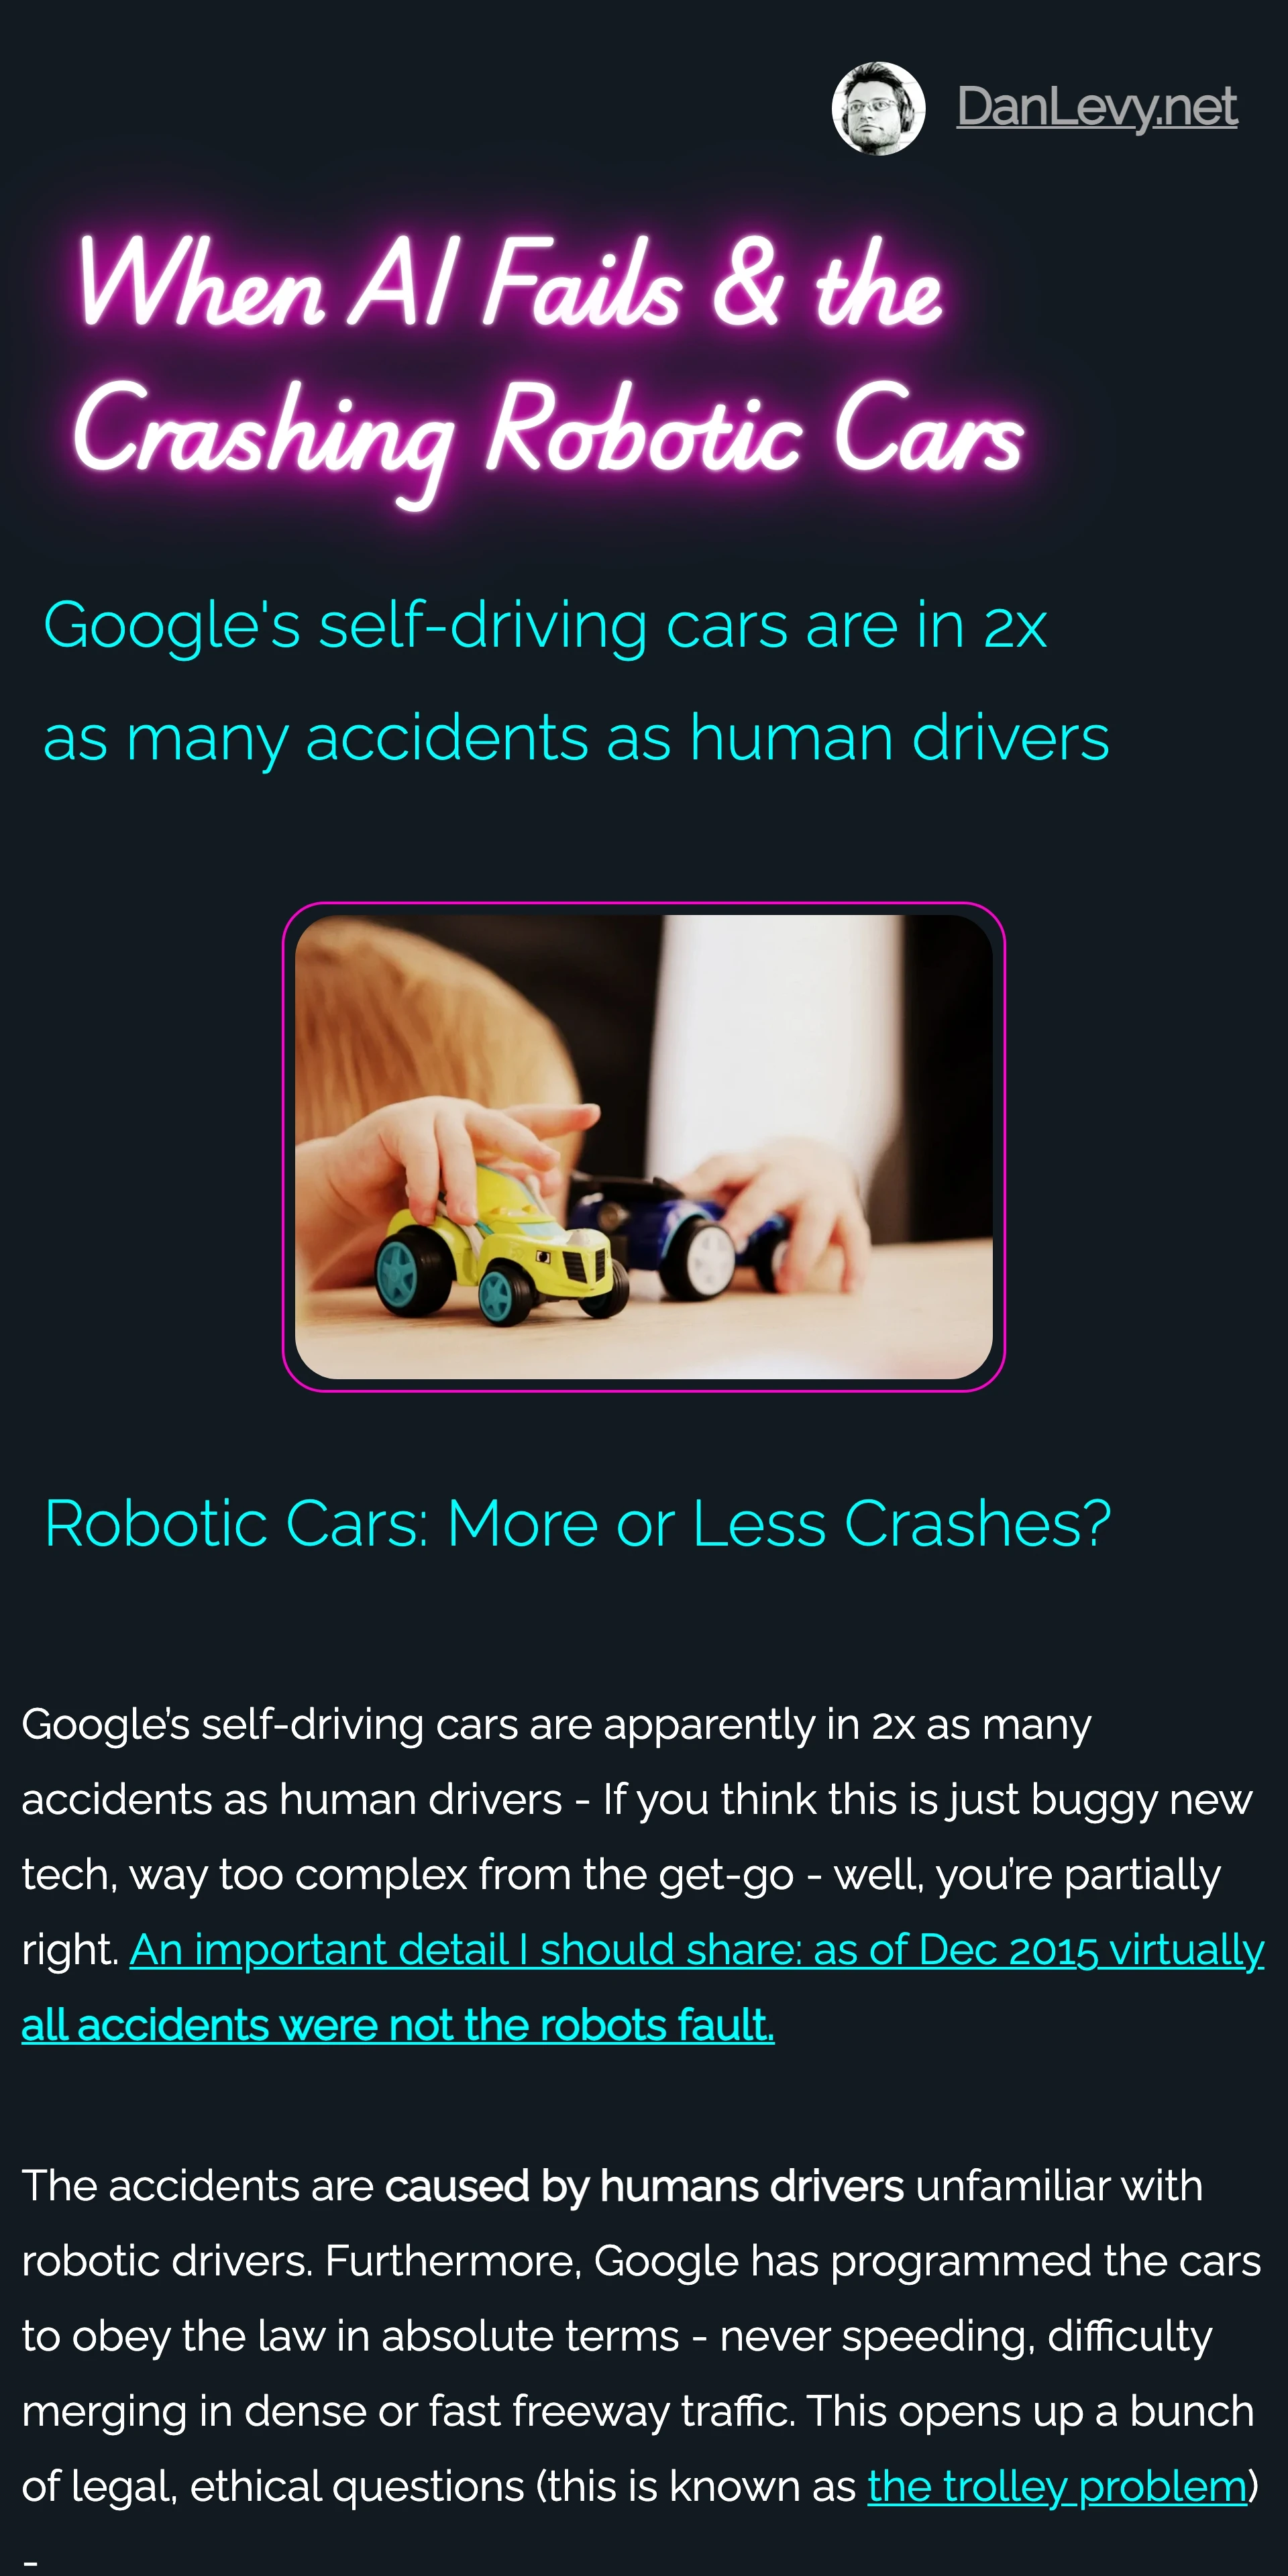 DanLevy.net
When AI Fails & the
Crashing Robotic Cars
Google's self-driving cars are in 2x
as many accidents as human drivers
Robotic Cars: More or Less Crashes?
Google’s self-driving cars are apparently in 2x as many
accidents as human drivers - If you think this is just buggy new
tech, way too complex from the get-go - well, you’re partially
right. An important detail I should share: as of Dec 2015 virtually
all accidents were not the robots fault.
The accidents are caused by humans drivers unfamiliar with
robotic drivers. Furthermore, Google has programmed the cars
to obey the law in absolute terms - never speeding, difficulty
merging in dense or fast freeway traffic. This opens up a bunch
of legal, ethical questions (this is known as the trolley problem)
-